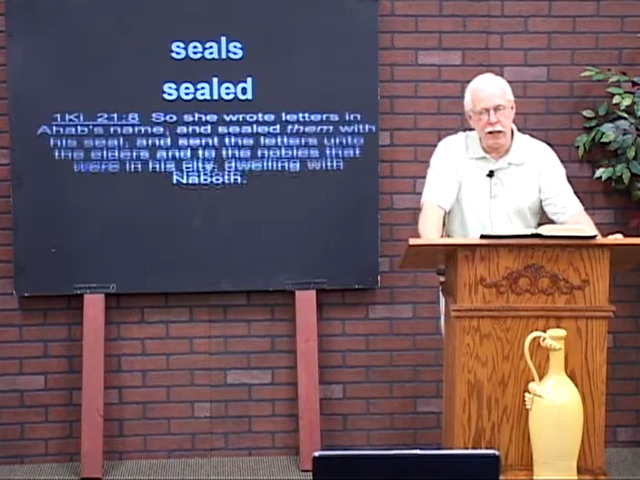 seals
sealed
1Ki 21:8 So she wrote letters in
Ahab's name, and sealed them with
his seal, and sent the letters unto
the elders and to the nobles that
were in his city, dwelling with
Naboth.